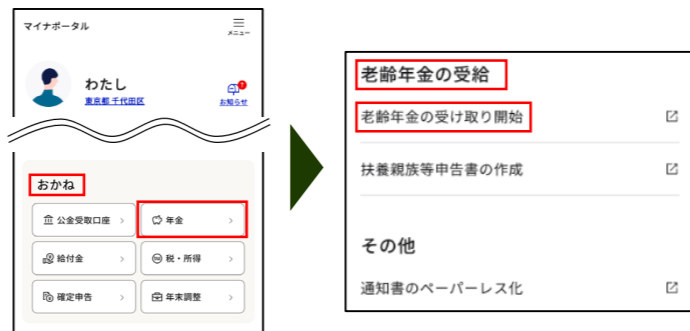 マイナポータル
メニュー
わたし
東京都 千代田区
お知らせ
おかね
公金受取口座
年金
給付金
税・所得
確定申告
年末調整
老齢年金の受給
老齢年金の受け取り開始
扶養親族等申告書の作成
その他
通知書のペーパーレス化